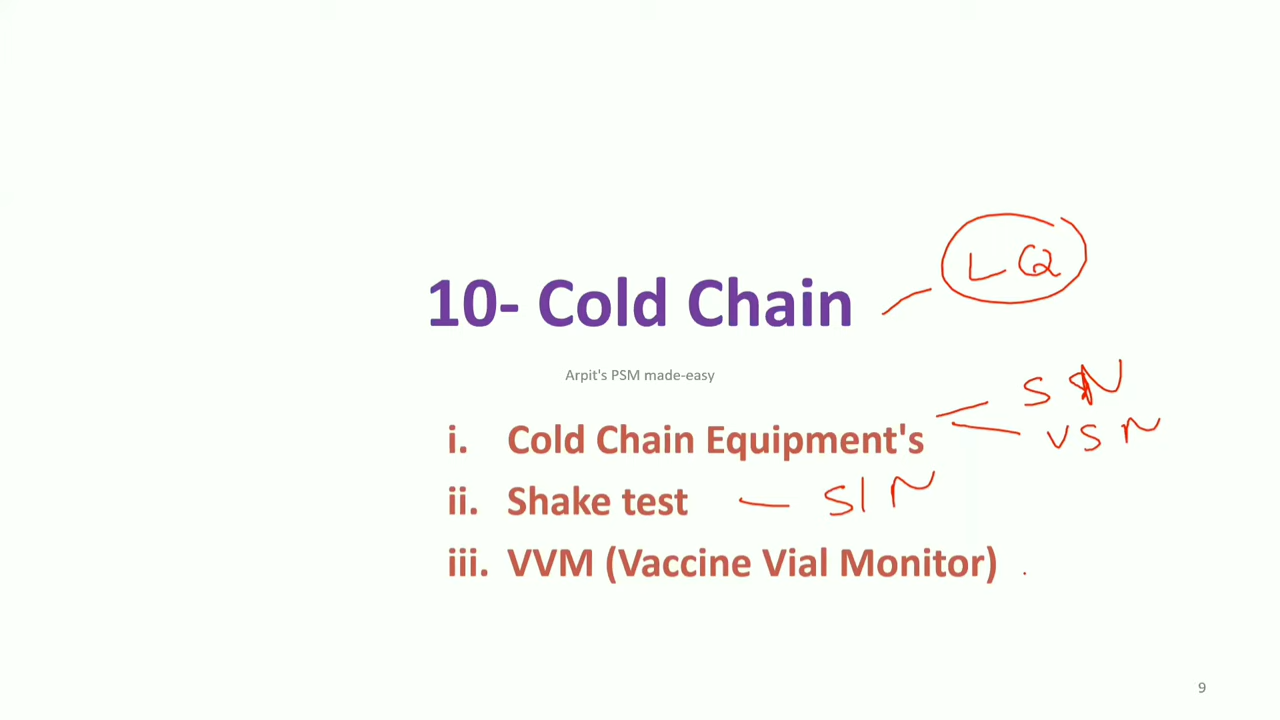 LQ
10- Cold Chain
Arpit's PSM made-easy
SN
i. Cold Chain Equipment's
VSN
ii. Shake test — S/N
iii. VVM (Vaccine Vial Monitor)
9